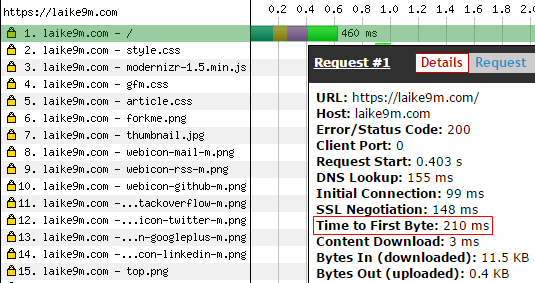 https://laike9m.com
0.2 0.4 0.6 0.8 1.0 1.2 1.4
1. laike9m.com - /
460 ms
2. laike9m.com - style.css
3. laike9m.com - modernizr-1.5.min.js
4. laike9m.com - gfm.css
5. laike9m.com - article.css
6. laike9m.com - forkme.png
7. laike9m.com - thumbnail.jpg
8. laike9m.com - webicon-mail-m.png
9. laike9m.com - webicon-rss-m.png
10. laike9m.com - webicon-github-m.png
11. laike9m.com -...tackoverflow-m.png
12. laike9m.com -...icon-twitter-m.png
13. laike9m.com -...n-googleplus-m.png
14. laike9m.com -...con-linkedin-m.png
15. laike9m.com - top.png
Request #1
Details
Request
URL: https://laike9m.com/
Host: laike9m.com
Error/Status Code: 200
Client Port: 0
Request Start: 0.403 s
DNS Lookup: 155 ms
Initial Connection: 99 ms
SSL Negotiation: 148 ms
Time to First Byte: 210 ms
Content Download: 3 ms
Bytes In (downloaded): 11.5 KB
Bytes Out (uploaded): 0.4 KB